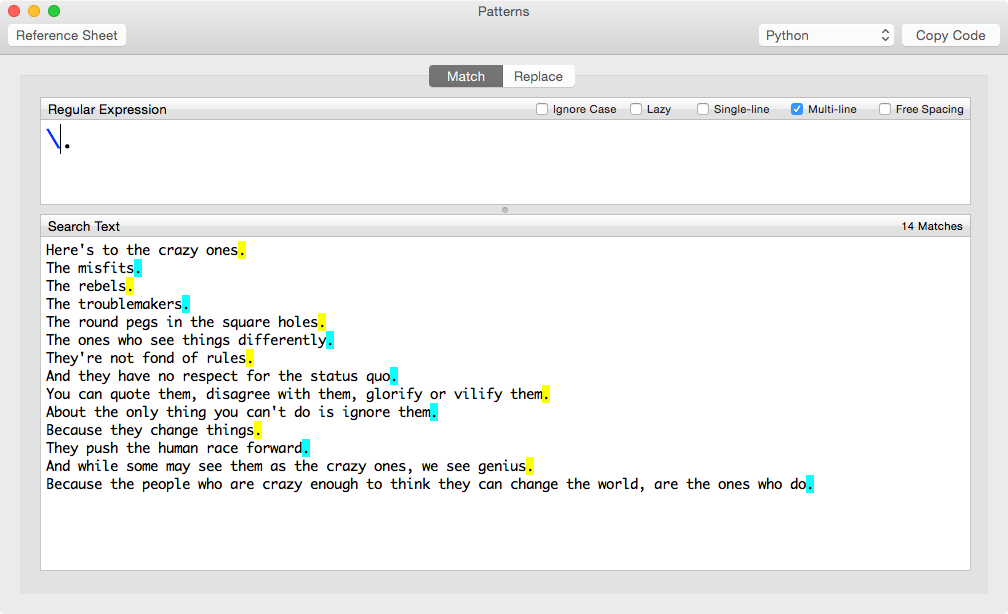 Patterns
Reference Sheet
Python
Copy Code
Match
Replace
Regular Expression
Ignore Case
Lazy
Single-line
Multi-line
Free Spacing
\.
Search Text
14 Matches
Here's to the crazy ones.
The misfits.
The rebels.
The troublemakers.
The round pegs in the square holes.
The ones who see things differently.
They're not fond of rules.
And they have no respect for the status quo.
You can quote them, disagree with them, glorify or vilify them.
About the only thing you can't do is ignore them.
Because they change things.
They push the human race forward.
And while some may see them as the crazy ones, we see genius.
Because the people who are crazy enough to think they can change the world, are the ones who do.